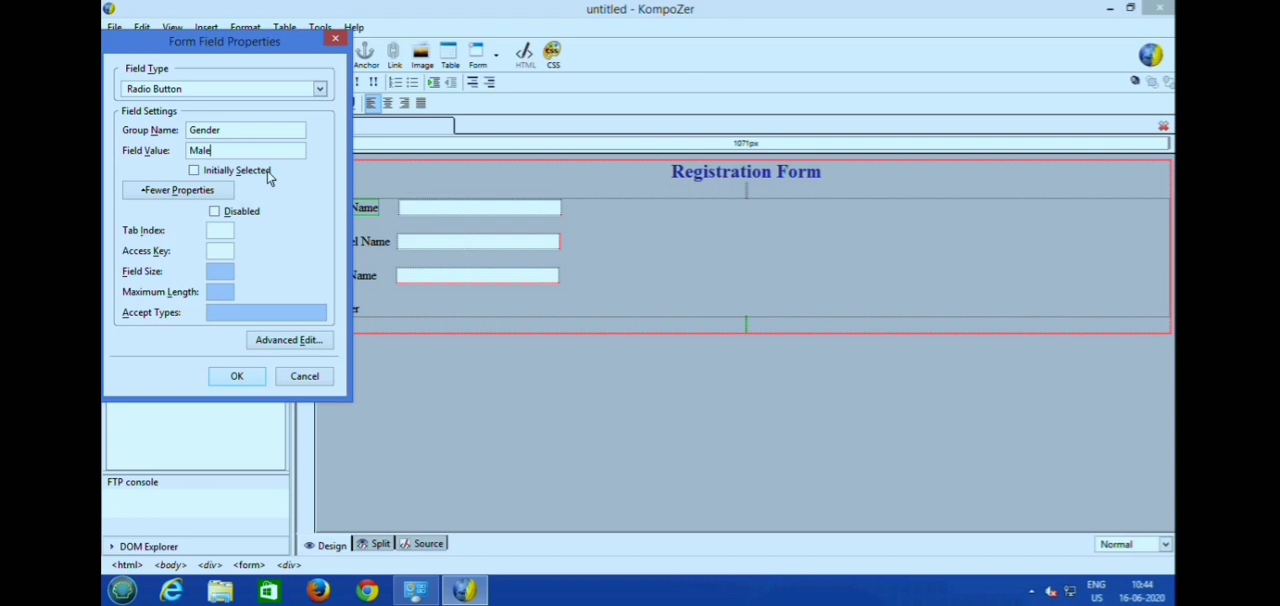 untitled - KompoZer
File Edit View Insert Format Table Tools Help
Form Field Properties
Anchor Link Image Table Form HTML CSS
Field Type
Radio Button
Field Settings
Group Name: Gender
Field Value: Male
Initially Selected
Fewer Properties
Disabled
Tab Index:
Access Key:
Field Size:
Maximum Length:
Accept Types:
Advanced Edit...
OK Cancel
1071px
Registration Form
Name
el Name
Name
er
FTP console
DOM Explorer
Design Split Source
Normal
<html> <body> <div> <form> <div>
ENG 10:44
US 16-06-2020